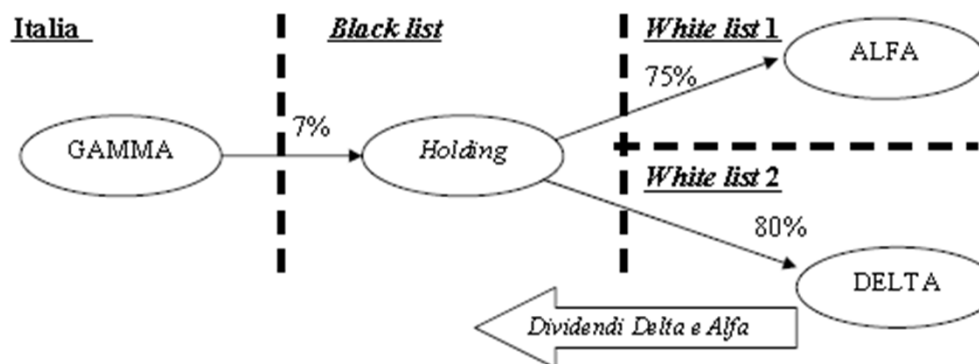 Italia
Black list
White list 1
ALFA
75%
7%
GAMMA
Holding
White list 2
80%
DELTA
Dividendi Delta e Alfa